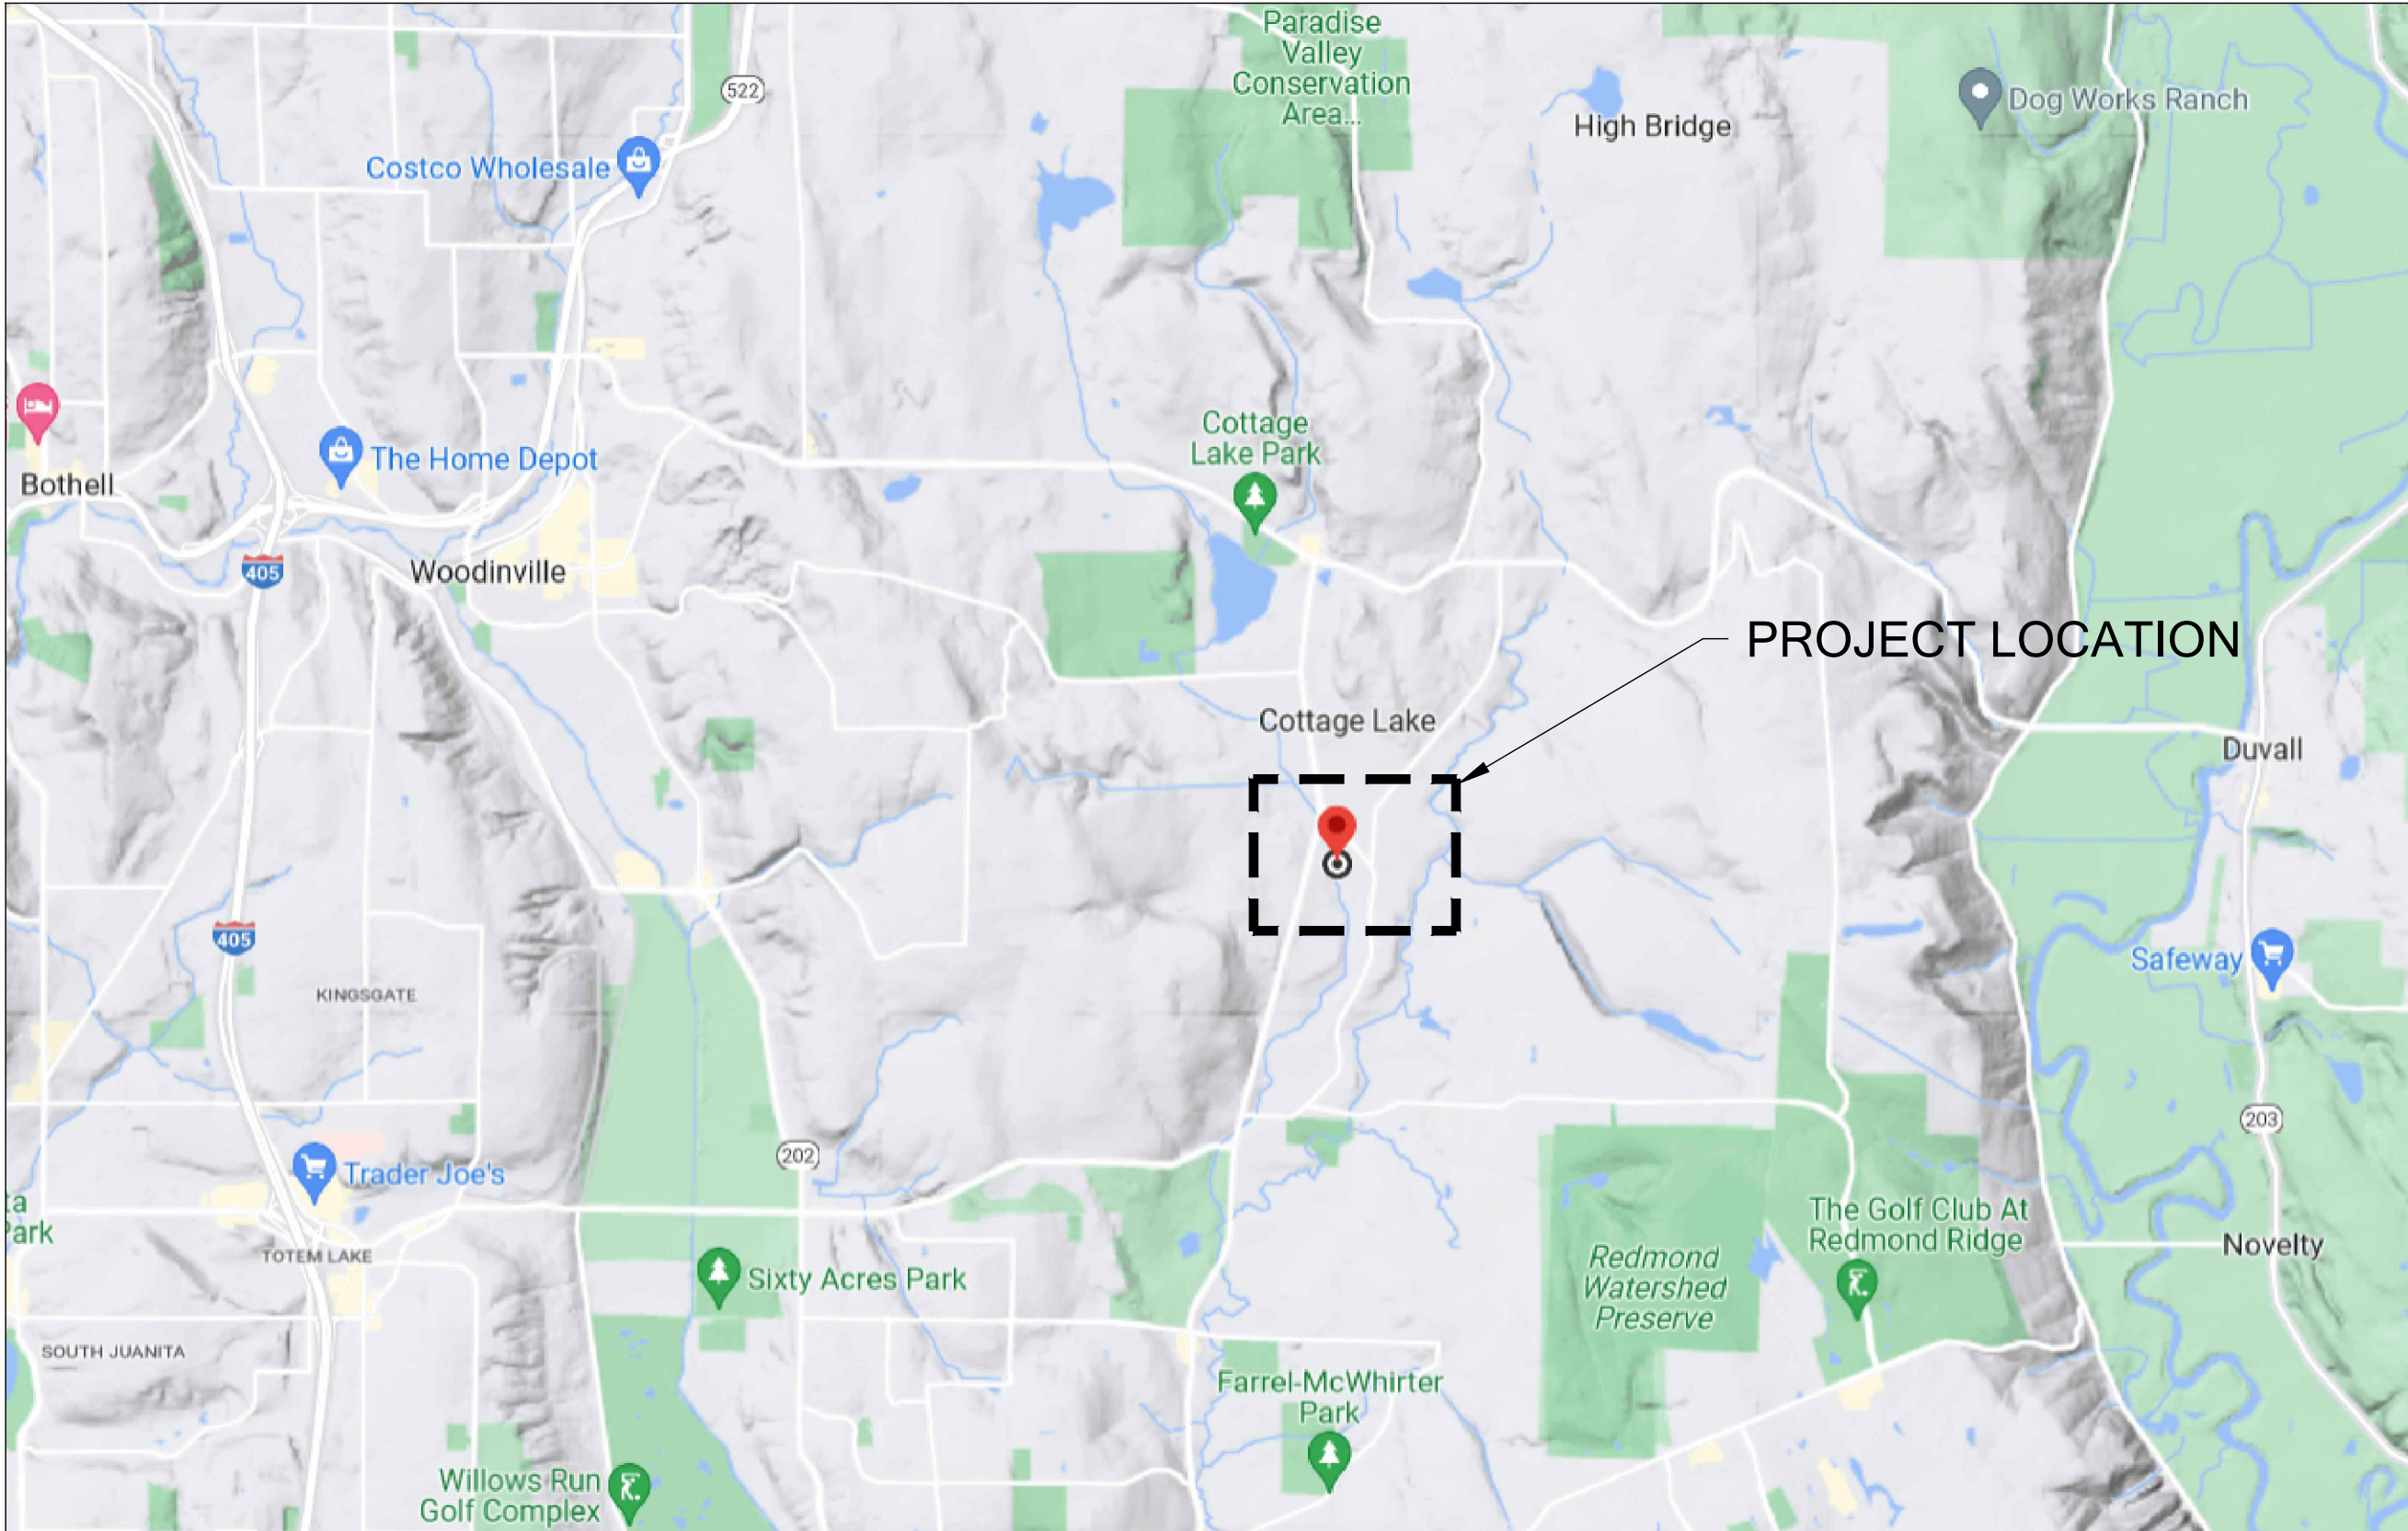 Paradise
Valley
Conservation
Area...
522
Dog Works Ranch
High Bridge
Costco Wholesale
Cottage
Lake Park
The Home Depot
Bothell
405
Woodinville
PROJECT LOCATION
Cottage Lake
Duvall
405
Safeway
KINGSGATE
203
202
Trader Joe's
ta
Park
The Golf Club At
Redmond Ridge
Novelty
TOTEM LAKE
Redmond
Watershed
Preserve
Sixty Acres Park
SOUTH JUANITA
Farrel-McWhirter
Park
Willows Run
Golf Complex